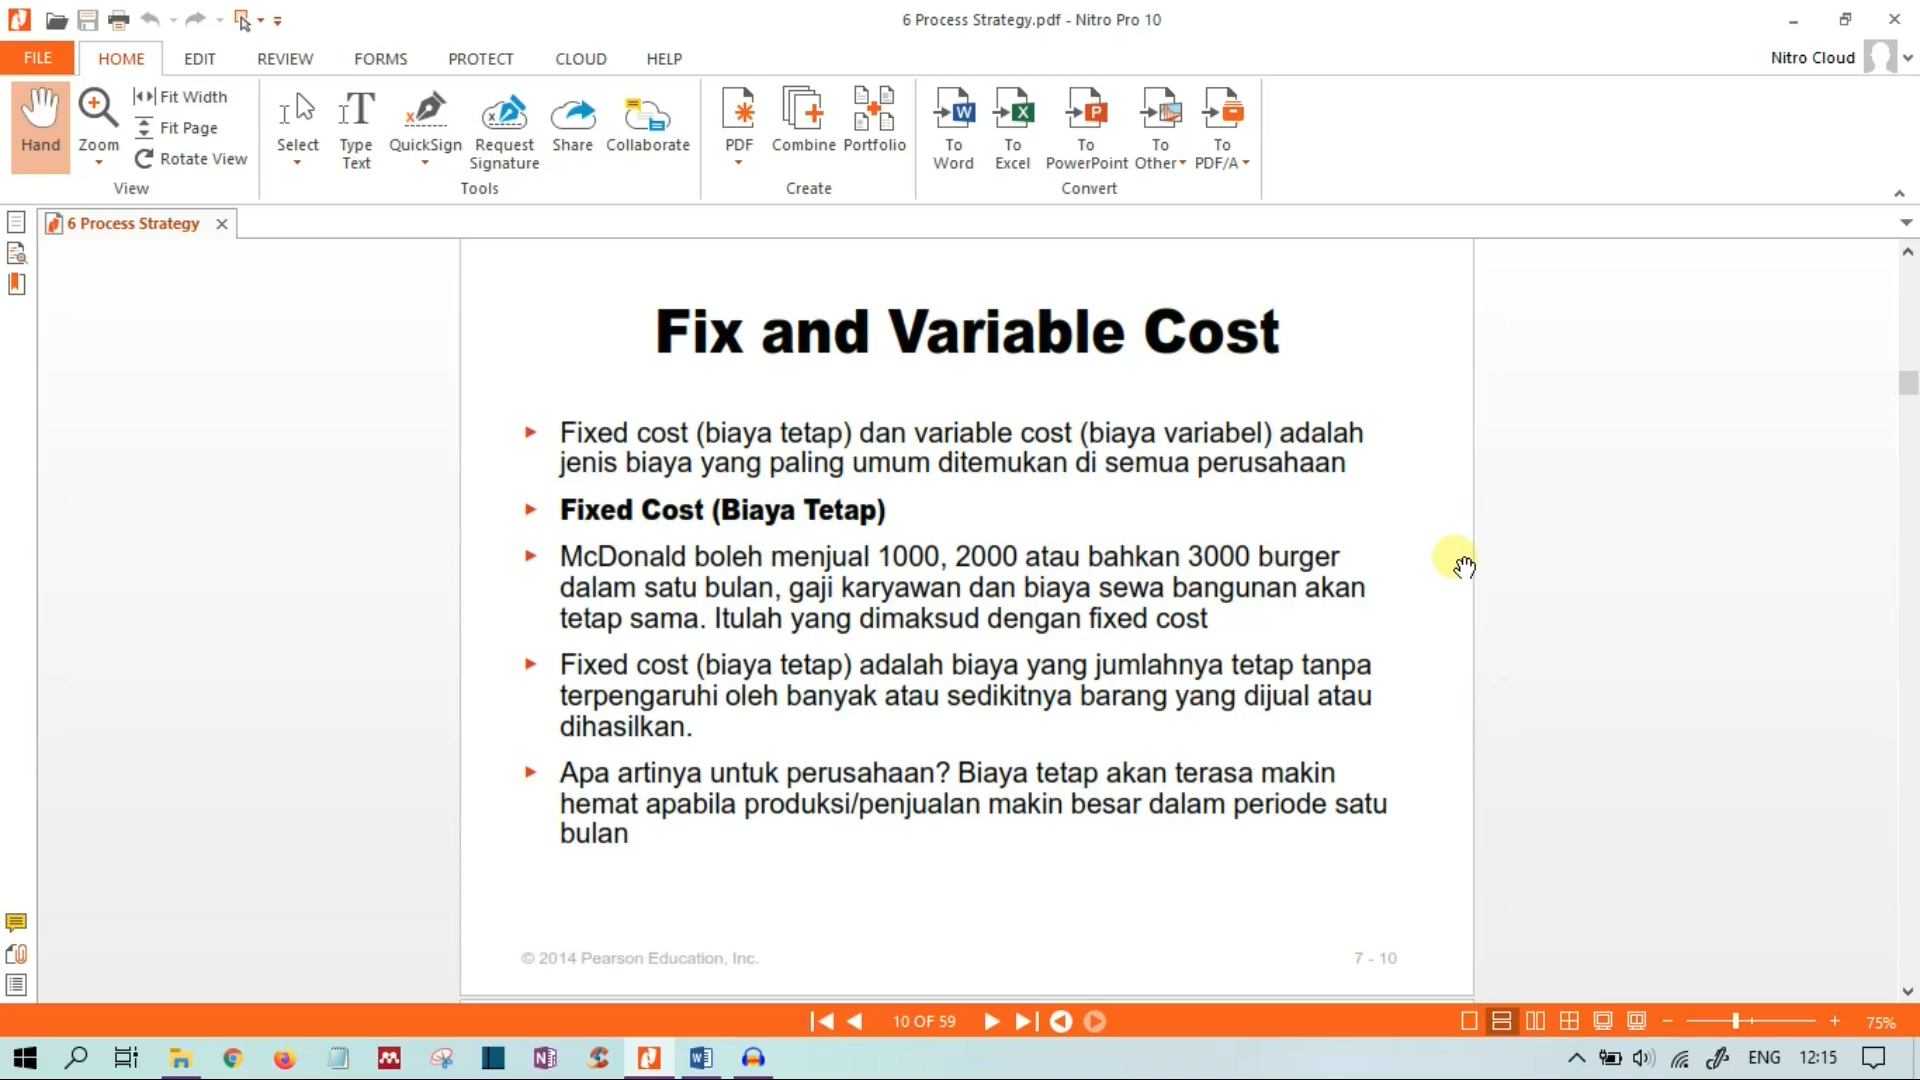 6 Process Strategy.pdf - Nitro Pro 10
FILE
HOME
EDIT
REVIEW
FORMS
PROTECT
CLOUD
HELP
Nitro Cloud
Hand
Zoom
Fit Width
Fit Page
Rotate View
View
Select
Type
Text
QuickSign
Request
Signature
Share
Collaborate
Tools
PDF
Combine
Portfolio
Create
To
Word
To
Excel
To
PowerPoint
To
Other
To
PDF/A
Convert
6 Process Strategy
Fix and Variable Cost
Fixed cost (biaya tetap) dan variable cost (biaya variabel) adalah
jenis biaya yang paling umum ditemukan di semua perusahaan
Fixed Cost (Biaya Tetap)
McDonald boleh menjual 1000, 2000 atau bahkan 3000 burger
dalam satu bulan, gaji karyawan dan biaya sewa bangunan akan
tetap sama. Itulah yang dimaksud dengan fixed cost
Fixed cost (biaya tetap) adalah biaya yang jumlahnya tetap tanpa
terpengaruhi oleh banyak atau sedikitnya barang yang dijual atau
dihasilkan.
Apa artinya untuk perusahaan? Biaya tetap akan terasa makin
hemat apabila produksi/penjualan makin besar dalam periode satu
bulan
© 2014 Pearson Education, Inc.
7 - 10
10 OF 59
75%
ENG
12:15